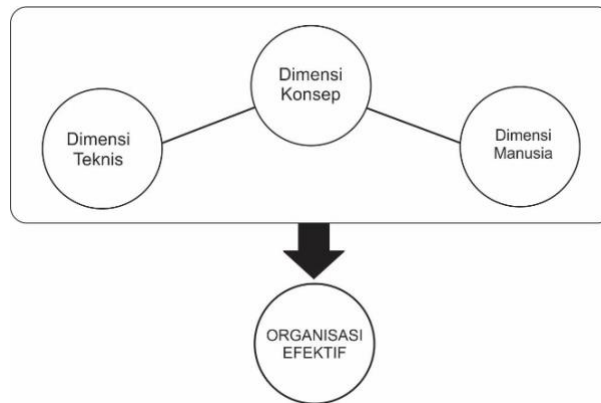 Dimensi
Konsep
Dimensi
Teknis
Dimensi
Manusia
ORGANISASI
EFEKTIF